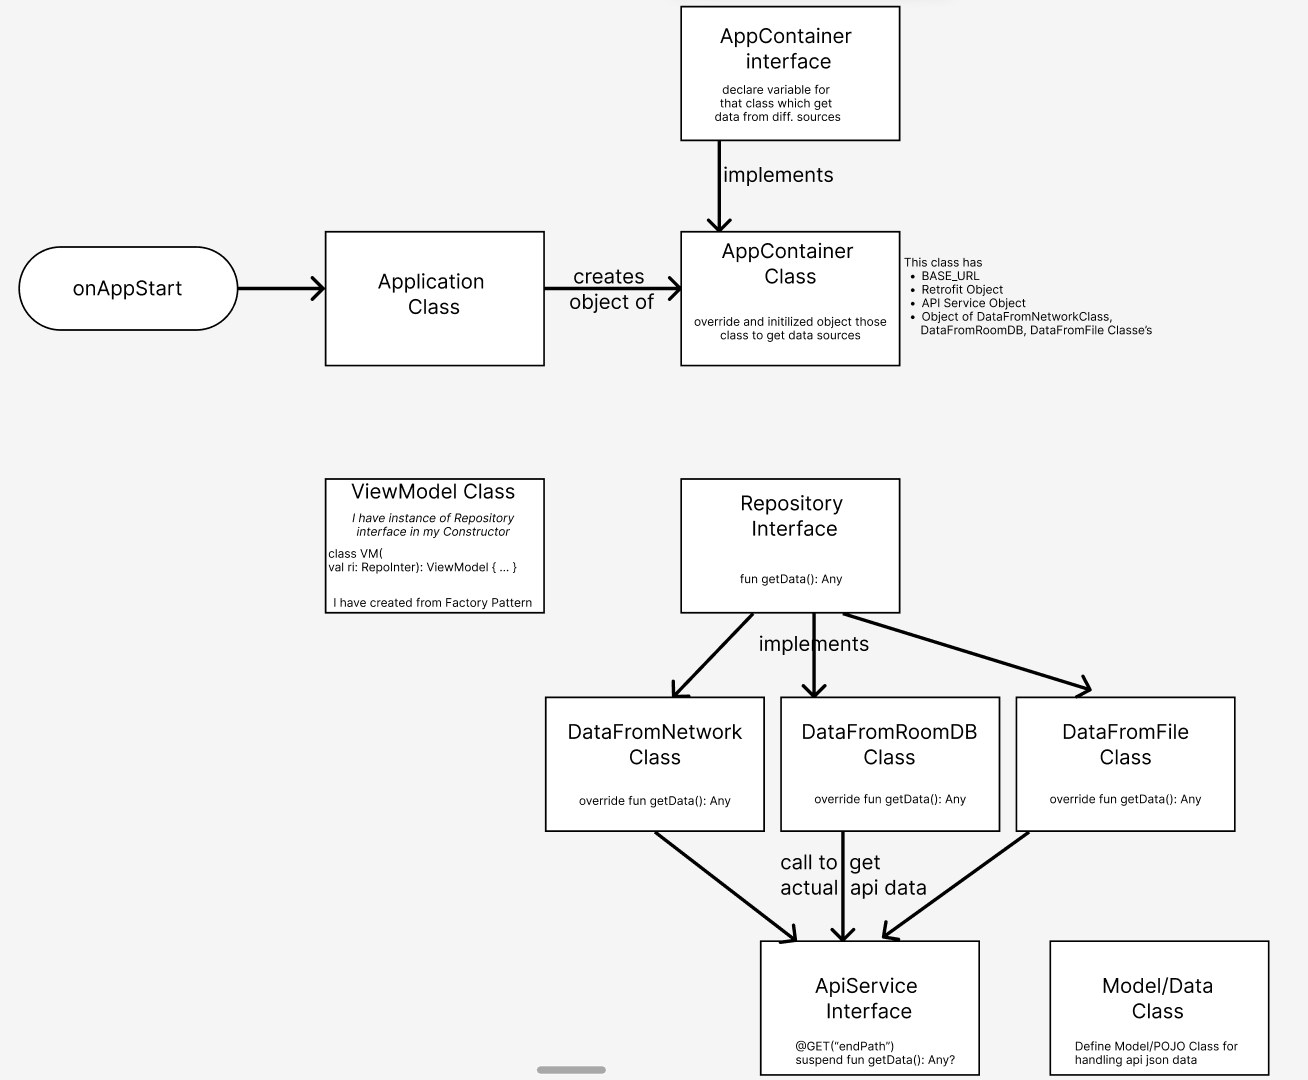 AppContainer
interface
declare variable for
that class which get
data from diff. sources
implements
onAppStart
Application
Class
creates
object of
AppContainer
Class
override and initilized object those
class to get data sources
This class has
• BASE_URL
• Retrofit Object
• API Service Object
• Object of DataFromNetworkClass,
DataFromRoomDB, DataFromFile Classe's
ViewModel Class
I have instance of Repository
interface in my Constructor
class VM(
val ri: RepoInter): ViewModel { ... }
I have created from Factory Pattern
Repository
Interface
fun getData(): Any
implements
DataFromNetwork
Class
override fun getData(): Any
DataFromRoomDB
Class
override fun getData(): Any
DataFromFile
Class
override fun getData(): Any
call to get
actual api data
ApiService
Interface
@GET(“endPath”)
suspend fun getData(): Any?
Model/Data
Class
Define Model/POJO Class for
handling api json data